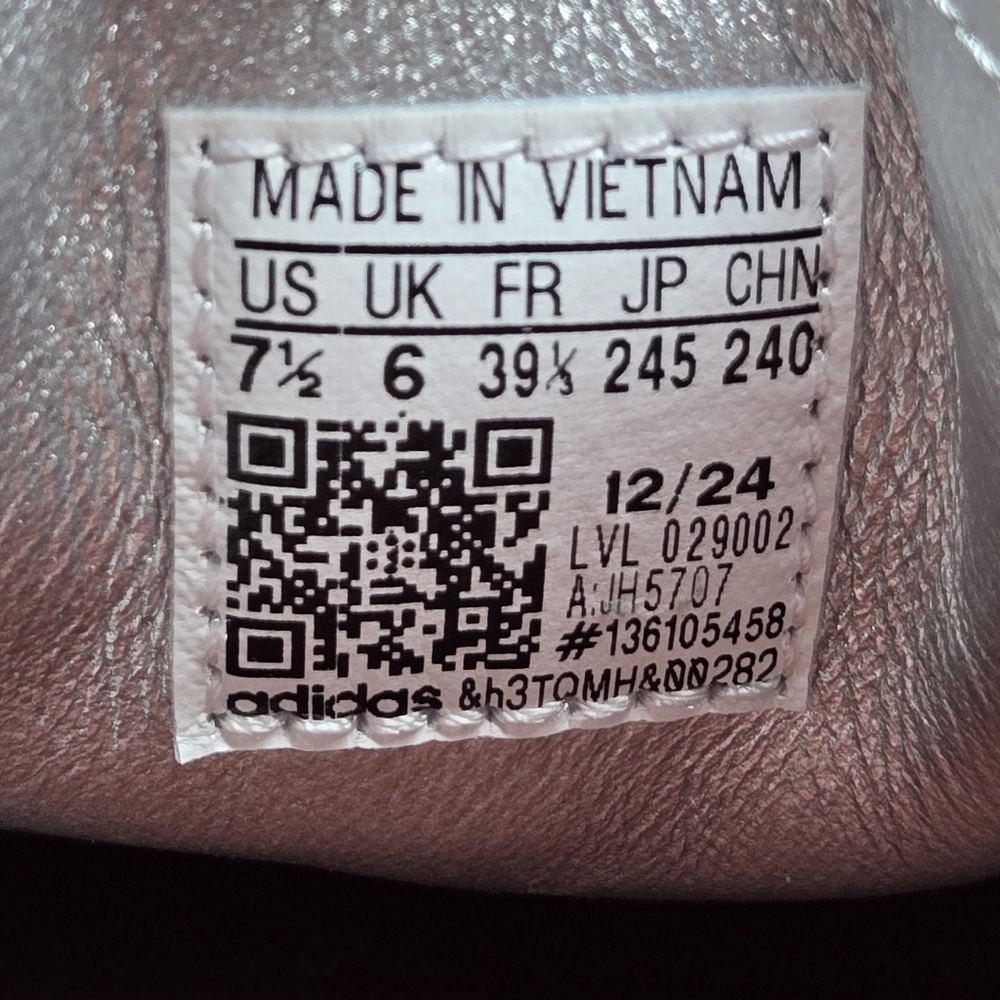 MADE IN VIETNAM
US UK FR JP CHN
7½ 6 39⅓ 245 240
12/24
LVL 029002
A:JH5707
#136105458
adidas &h3TQMH&00282